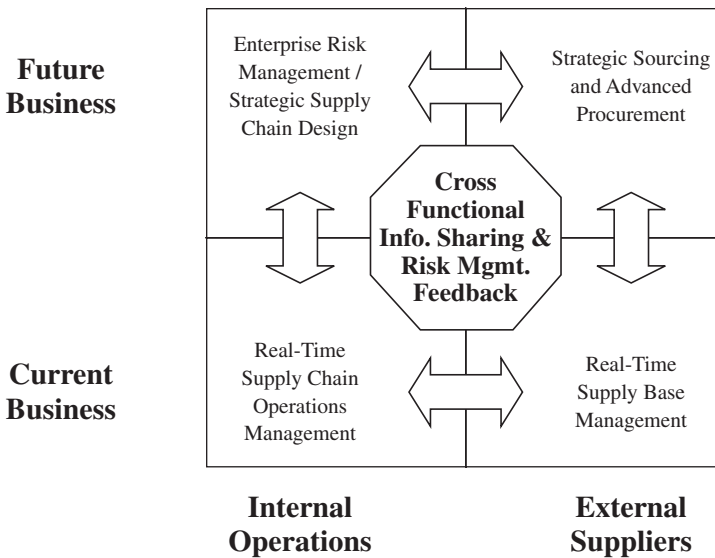 Future
Business
Enterprise Risk
Management /
Strategic Supply
Chain Design
Strategic Sourcing
and Advanced
Procurement
Cross
Functional
Info. Sharing &
Risk Mgmt.
Feedback
Current
Business
Real-Time
Supply Chain
Operations
Management
Real-Time
Supply Base
Management
Internal
Operations
External
Suppliers